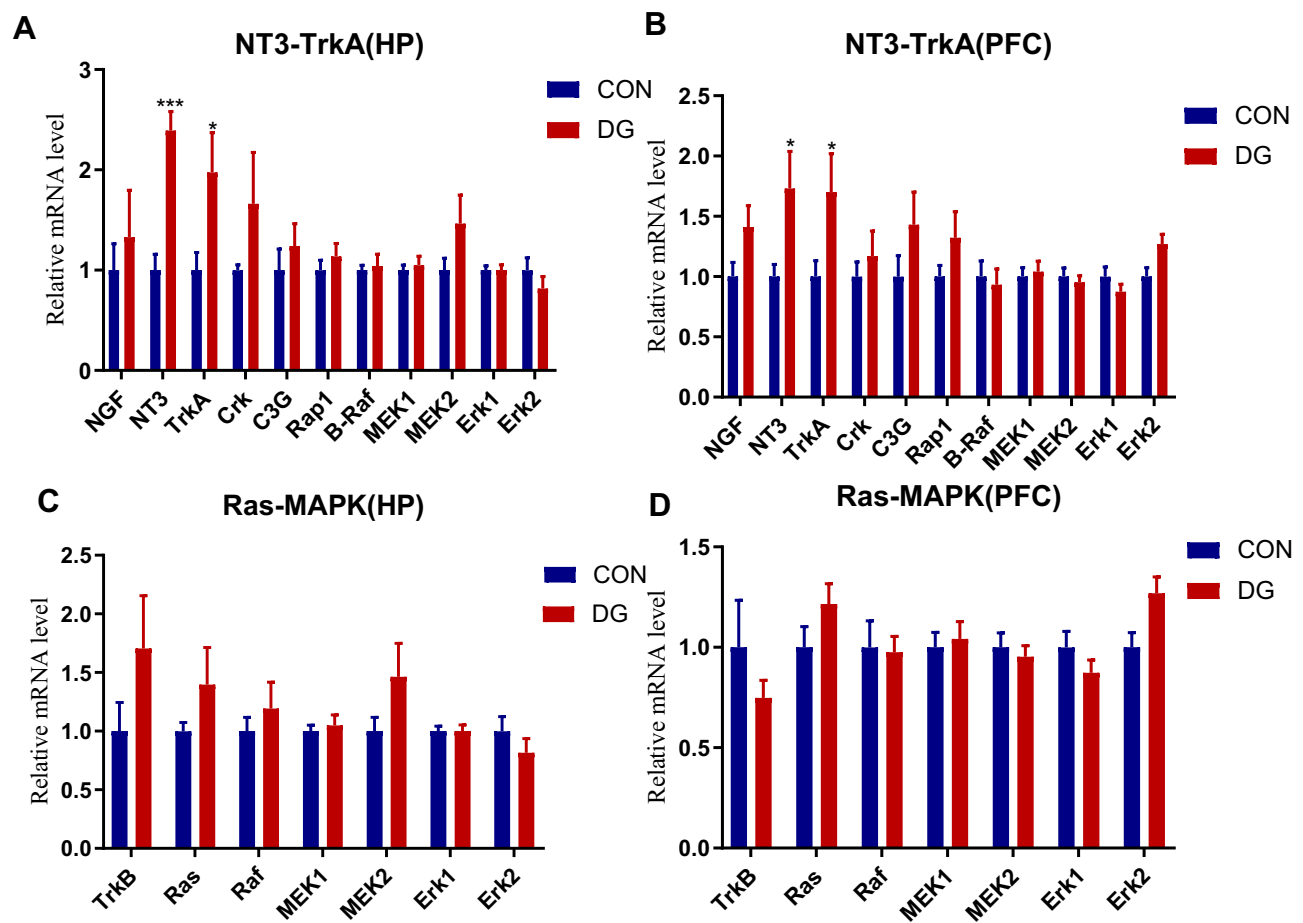 A
NT3-TrkA(HP)
Relative mRNA level
3
2
1
0
***
*
CON
DG
NGF NT3 TrkA Crk C3G Rap1 B-Raf MEK1 MEK2 Erk1 Erk2
B
NT3-TrkA(PFC)
Relative mRNA level
2.5
2.0
1.5
1.0
0.5
0.0
* *
CON
DG
NGF NT3 TrkA Crk C3G Rap1 B-Raf MEK1 MEK2 Erk1 Erk2
C
Ras-MAPK(HP)
Relative mRNA level
2.5
2.0
1.5
1.0
0.5
0.0
CON
DG
TrkB Ras Raf MEK1 MEK2 Erk1 Erk2
D
Ras-MAPK(PFC)
Relative mRNA level
1.5
1.0
0.5
0.0
CON
DG
TrkB Ras Raf MEK1 MEK2 Erk1 Erk2